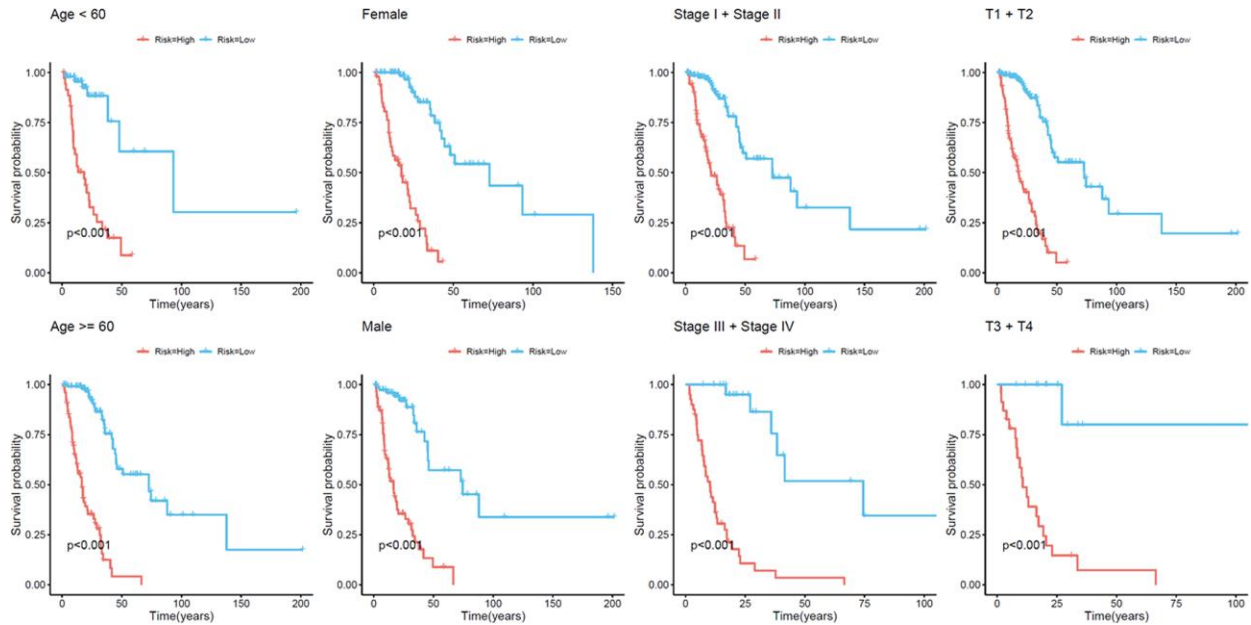 Age < 60
Risk=High Risk=Low
Survival probability
1.00
0.75
0.50
0.25
0.00
p<0.001
0 50 100 150 200
Time(years)
Female
Risk=High Risk=Low
Survival probability
1.00
0.75
0.50
0.25
0.00
p<0.001
0 50 100 150
Time(years)
Stage I + Stage II
Risk=High Risk=Low
Survival probability
1.00
0.75
0.50
0.25
0.00
p<0.001
0 50 100 150 200
Time(years)
T1 + T2
Risk=High Risk=Low
Survival probability
1.00
0.75
0.50
0.25
0.00
p<0.001
0 50 100 150 200
Time(years)
Age >= 60
Risk=High Risk=Low
Survival probability
1.00
0.75
0.50
0.25
0.00
p<0.001
0 50 100 150 200
Time(years)
Male
Risk=High Risk=Low
Survival probability
1.00
0.75
0.50
0.25
0.00
p<0.001
0 50 100 150 200
Time(years)
Stage III + Stage IV
Risk=High Risk=Low
Survival probability
1.00
0.75
0.50
0.25
0.00
p<0.001
0 25 50 75 100
Time(years)
T3 + T4
Risk=High Risk=Low
Survival probability
1.00
0.75
0.50
0.25
0.00
p<0.001
0 25 50 75 100
Time(years)